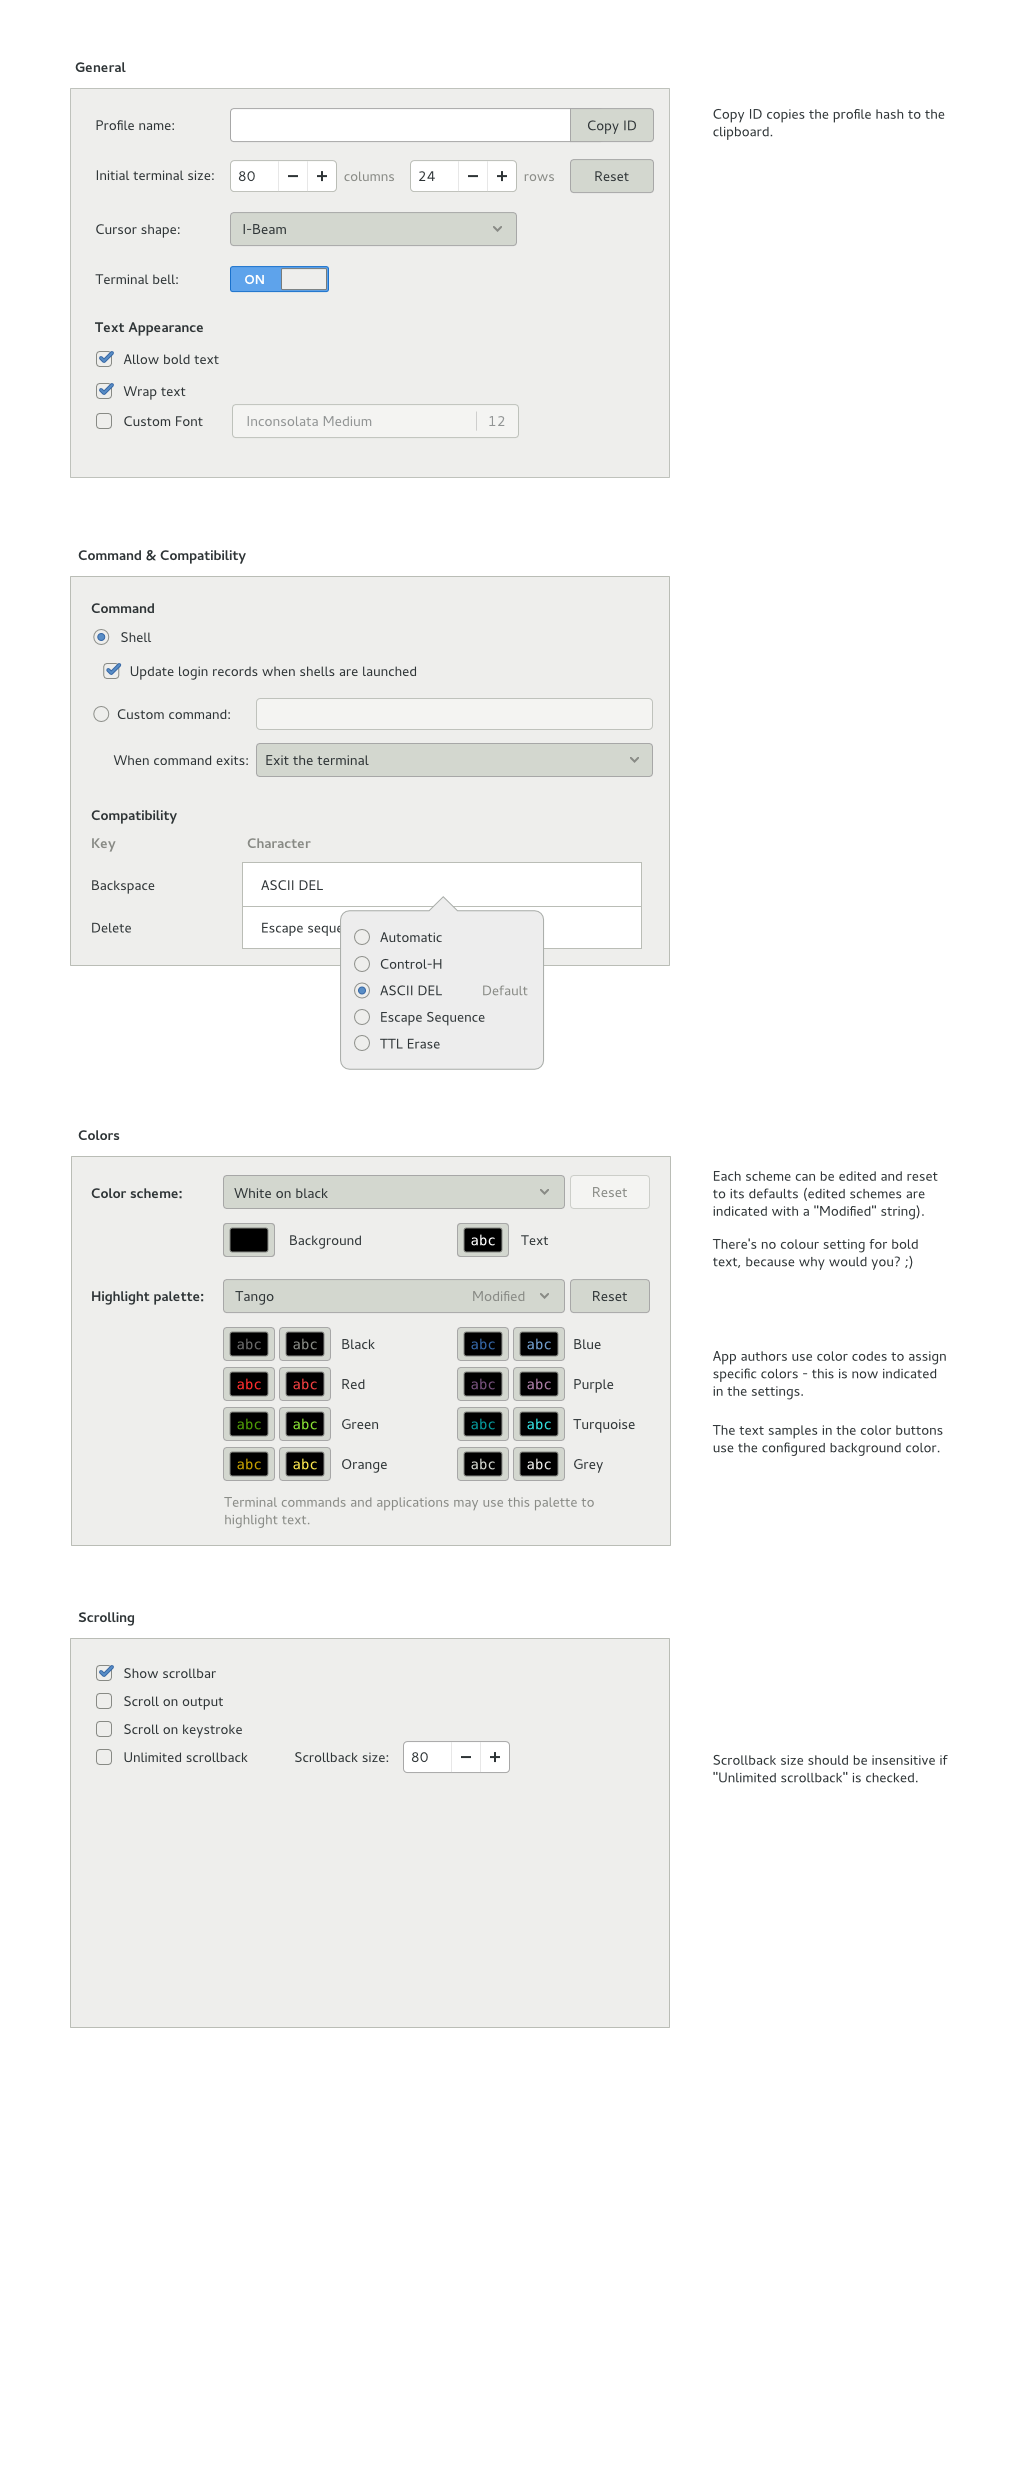 General
Profile name:
Copy ID
Copy ID copies the profile hash to the
clipboard.
Initial terminal size: 80 columns 24 rows Reset
Cursor shape: I-Beam
Terminal bell: ON
Text Appearance
Allow bold text
Wrap text
Custom Font Inconsolata Medium 12
Command & Compatibility
Command
Shell
Update login records when shells are launched
Custom command:
When command exits: Exit the terminal
Compatibility
Key Character
Backspace ASCII DEL
Delete Escape seque
Automatic
Control-H
ASCII DEL Default
Escape Sequence
TTL Erase
Colors
Color scheme: White on black Reset
Background abc Text
Each scheme can be edited and reset
to its defaults (edited schemes are
indicated with a "Modified" string).
There's no colour setting for bold
text, because why would you? ;)
Highlight palette: Tango Modified Reset
abc abc Black abc abc Blue
abc abc Red abc abc Purple
abc abc Green abc abc Turquoise
abc abc Orange abc abc Grey
Terminal commands and applications may use this palette to
highlight text.
App authors use color codes to assign
specific colors - this is now indicated
in the settings.
The text samples in the color buttons
use the configured background color.
Scrolling
Show scrollbar
Scroll on output
Scroll on keystroke
Unlimited scrollback Scrollback size: 80
Scrollback size should be insensitive if
"Unlimited scrollback" is checked.